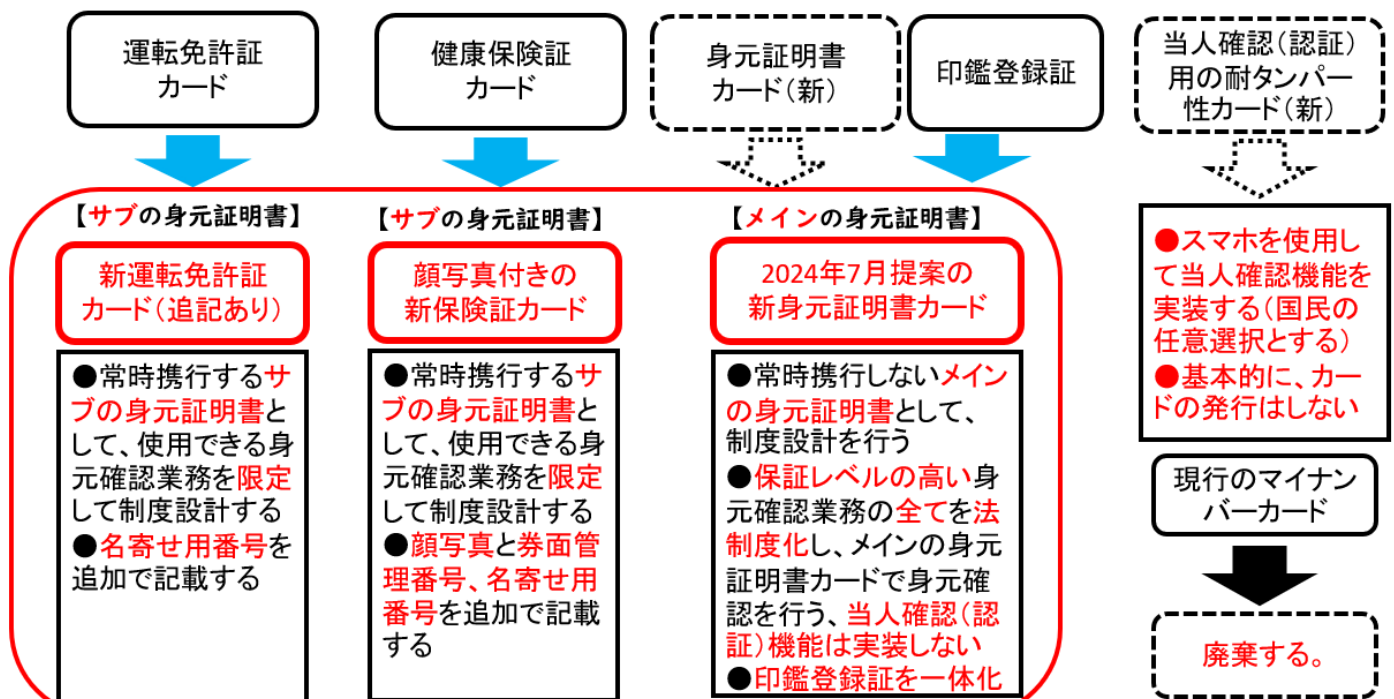 運転免許証
カード
健康保険証
カード
身元証明書
カード(新)
印鑑登録証
当人確認(認証)
用の耐タンパー
性カード(新)
【サブの身元証明書】
新運転免許証
カード(追記あり)
●常時携行するサ
ブの身元証明書と
して、使用できる身
元確認業務を限定
して制度設計する
●名寄せ用番号を
追加で記載する
【サブの身元証明書】
顔写真付きの
新保険証カード
●常時携行するサ
ブの身元証明書と
して、使用できる身
元確認業務を限定
して制度設計する
●顔写真と券面管
理番号、名寄せ用
番号を追加で記載
する
【メインの身元証明書】
2024年7月提案の
新身元証明書カード
●常時携行しないメイン
の身元証明書として、
制度設計を行う
●保証レベルの高い身
元確認業務の全てを法
制度化し、メインの身元
証明書カードで身元確
認を行う、当人確認(認
証)機能は実装しない
●印鑑登録証を一体化
●スマホを使用し
て当人確認機能を
実装する(国民の
任意選択とする)
●基本的に、カー
ドの発行はしない
現行のマイナン
バーカード
廃棄する。